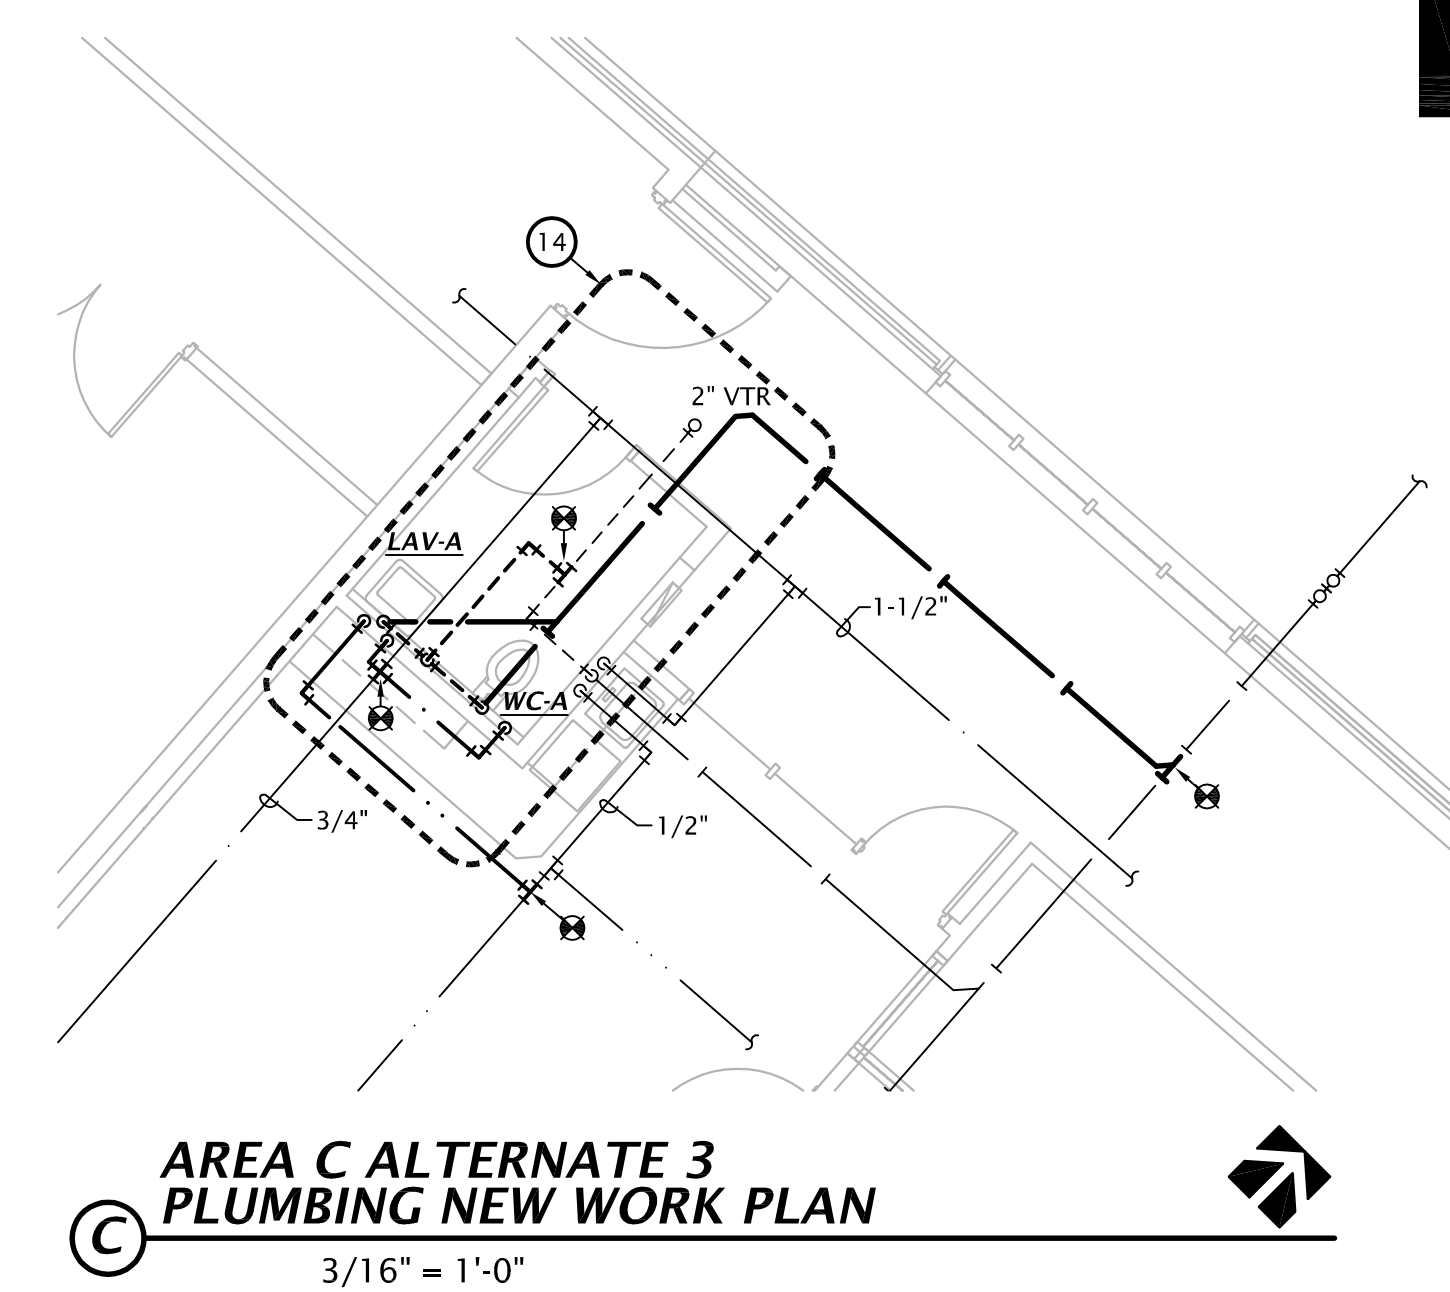 14
2" VTR
LAV-A
1-1/2"
WC-A
3/4"
1/2"
AREA C ALTERNATE 3
PLUMBING NEW WORK PLAN
C
3/16" = 1'-0"